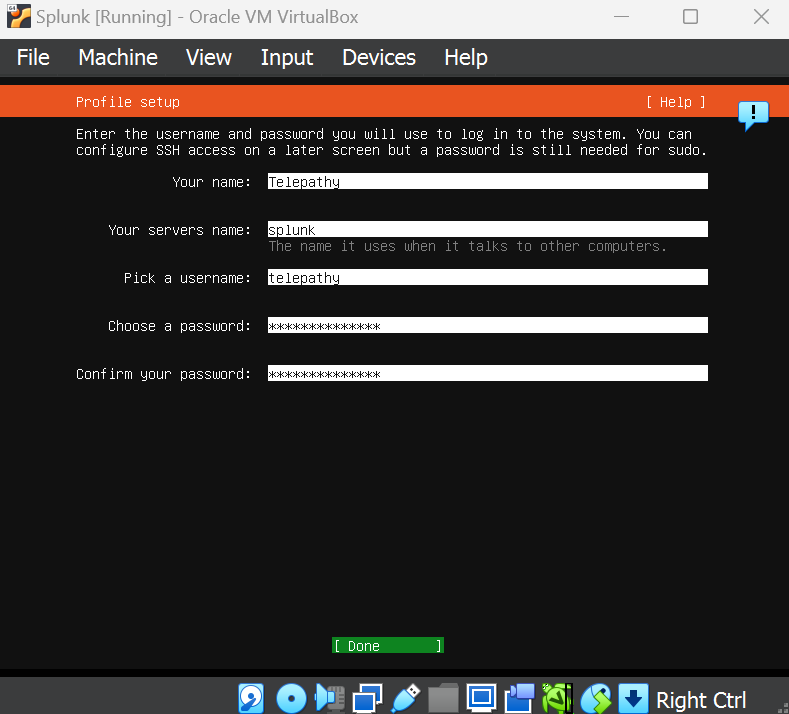 Splunk [Running] - Oracle VM VirtualBox
File Machine View Input Devices Help
Profile setup [ Help ]
Enter the username and password you will use to log in to the system. You can
configure SSH access on a later screen but a password is still needed for sudo.
Your name: Telepathy
Your servers name: splunk
The name it uses when it talks to other computers.
Pick a username: telepathy
Choose a password: **************
Confirm your password: **************
[ Done ]
Right Ctrl